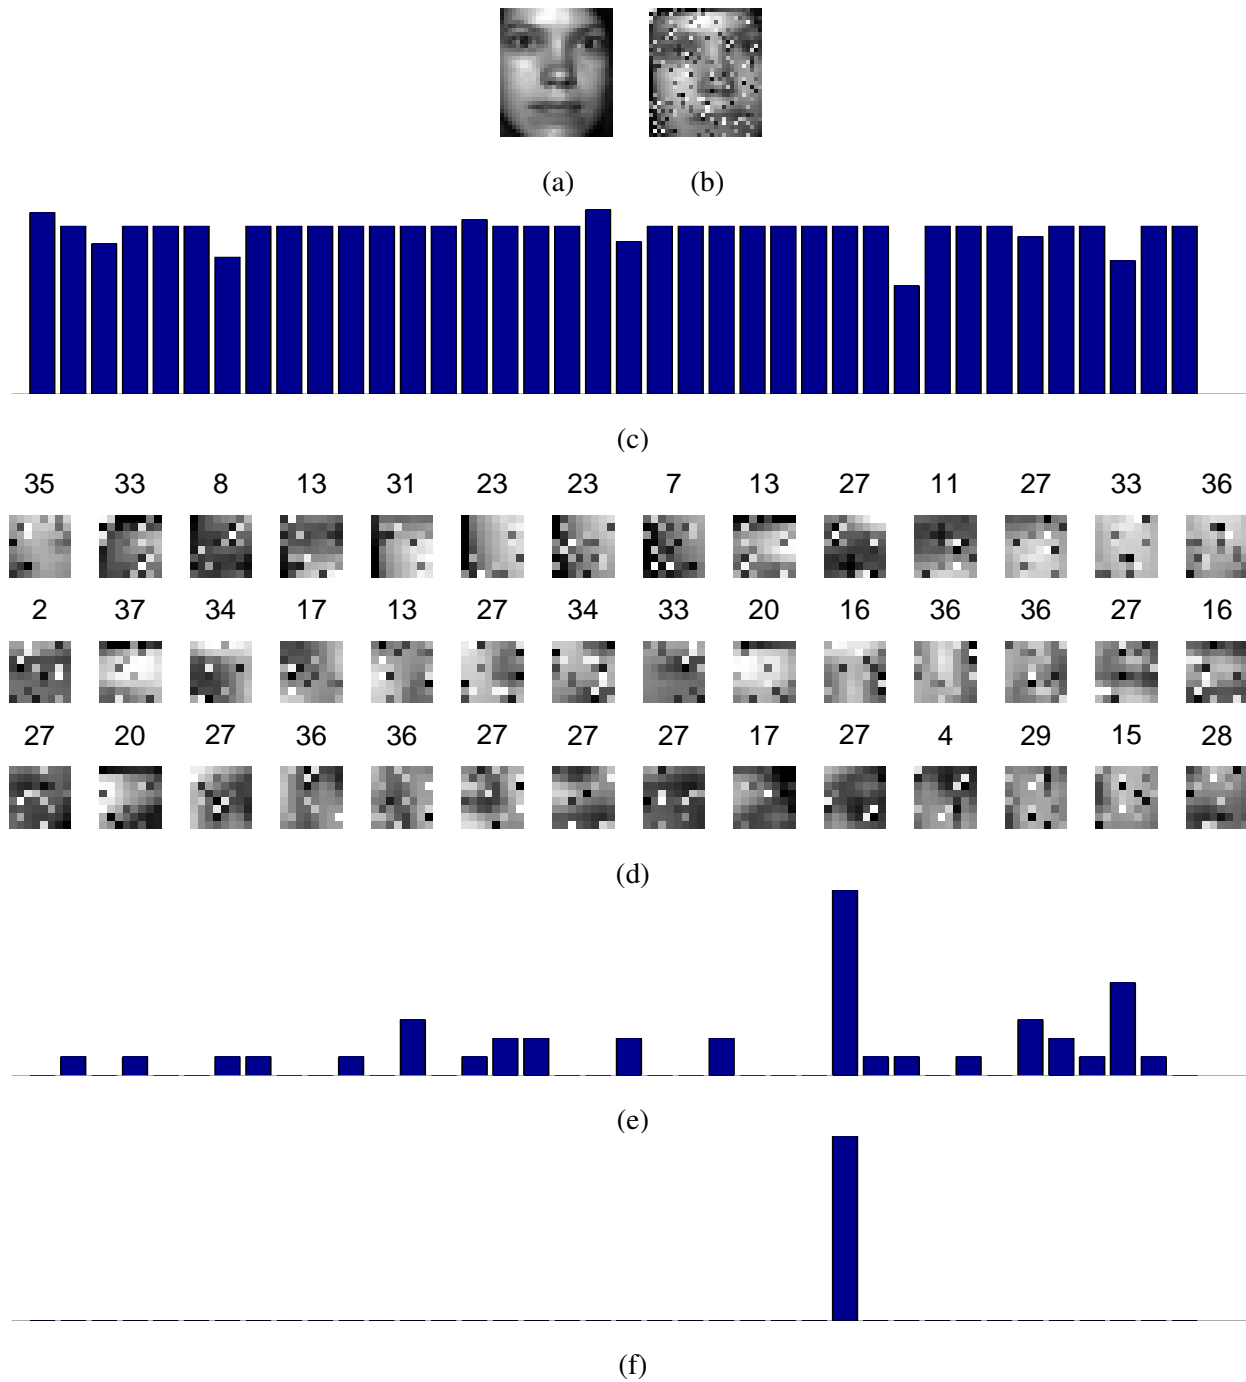 (a) (b)
(c)
35 33 8 13 31 23 23 7 13 27 11 27 33 36
2 37 34 17 13 27 34 33 20 16 36 36 27 16
27 20 27 36 36 27 27 27 17 27 4 29 15 28
(d)
(e)
(f)